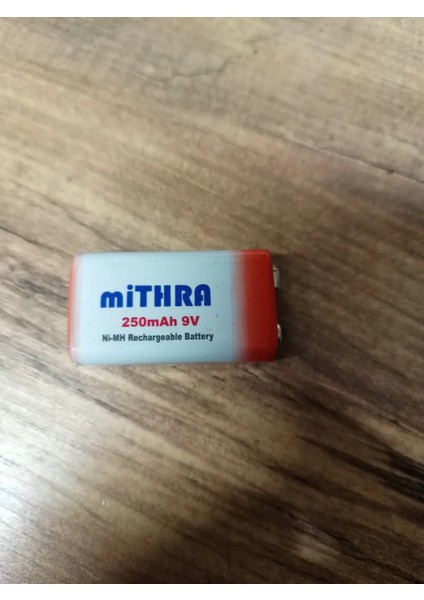 miTHRA
250mAh 9V
Ni-MH Rechargeable Battery